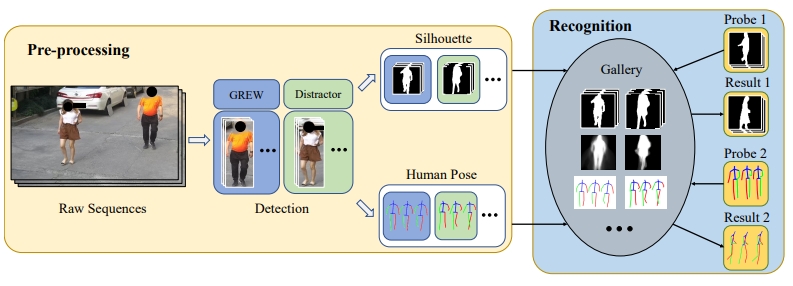 Pre-processing
Raw Sequences
GREW
Distractor
Detection
Silhouette
Human Pose
Recognition
Gallery
Probe 1
Result 1
Probe 2
Result 2